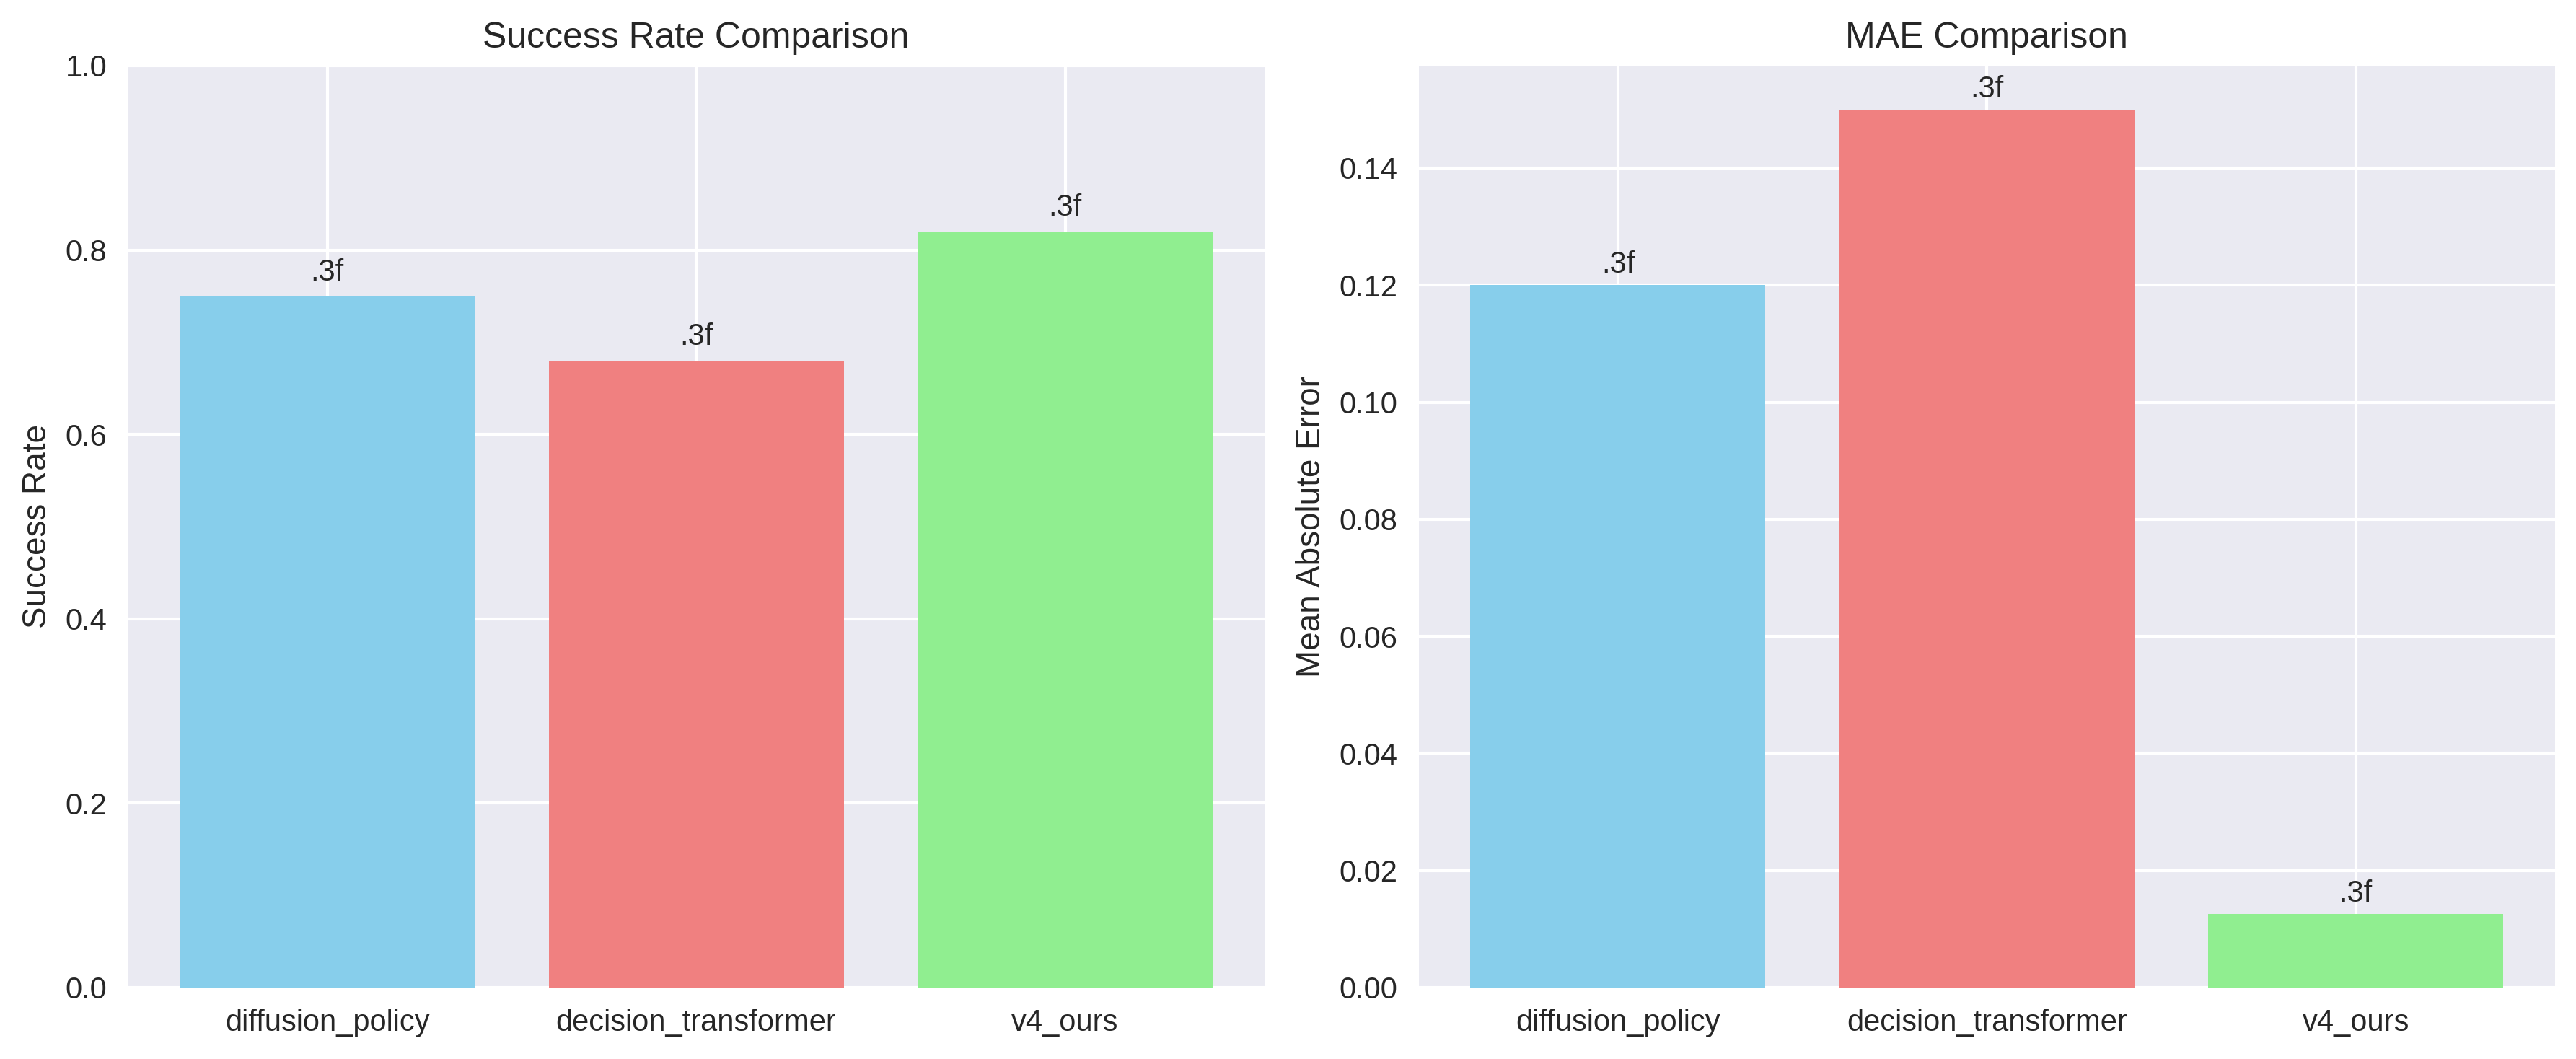 Success Rate Comparison
Success Rate
1.0
0.8
0.6
0.4
0.2
0.0
.3f
.3f
.3f
diffusion_policy
decision_transformer
v4_ours
MAE Comparison
Mean Absolute Error
0.14
0.12
0.10
0.08
0.06
0.04
0.02
0.00
.3f
.3f
.3f
diffusion_policy
decision_transformer
v4_ours